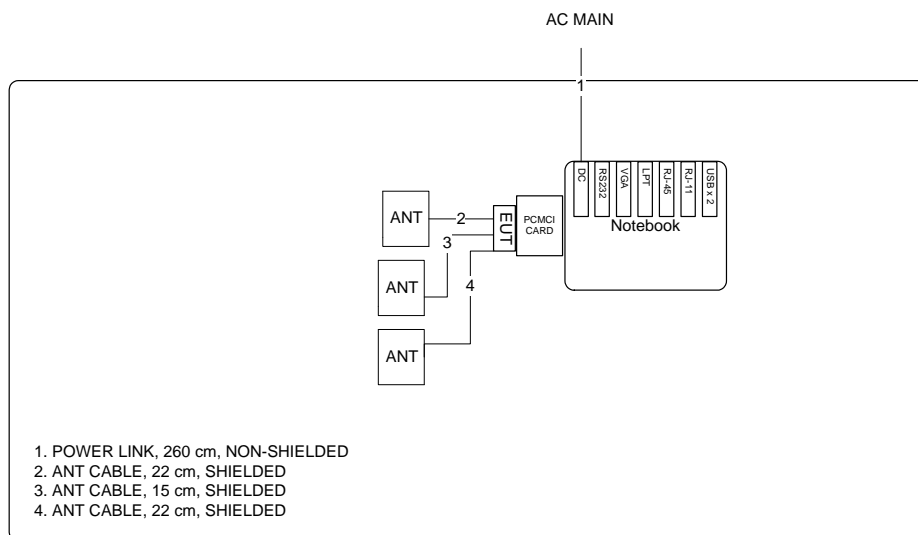 AC MAIN
1
DC
RS232
VGA
LPT
RJ-45
RJ-11
USB x 2
Notebook
PCMCI
CARD
EUT
ANT
2
3
ANT
4
ANT
1. POWER LINK, 260 cm, NON-SHIELDED
2. ANT CABLE, 22 cm, SHIELDED
3. ANT CABLE, 15 cm, SHIELDED
4. ANT CABLE, 22 cm, SHIELDED